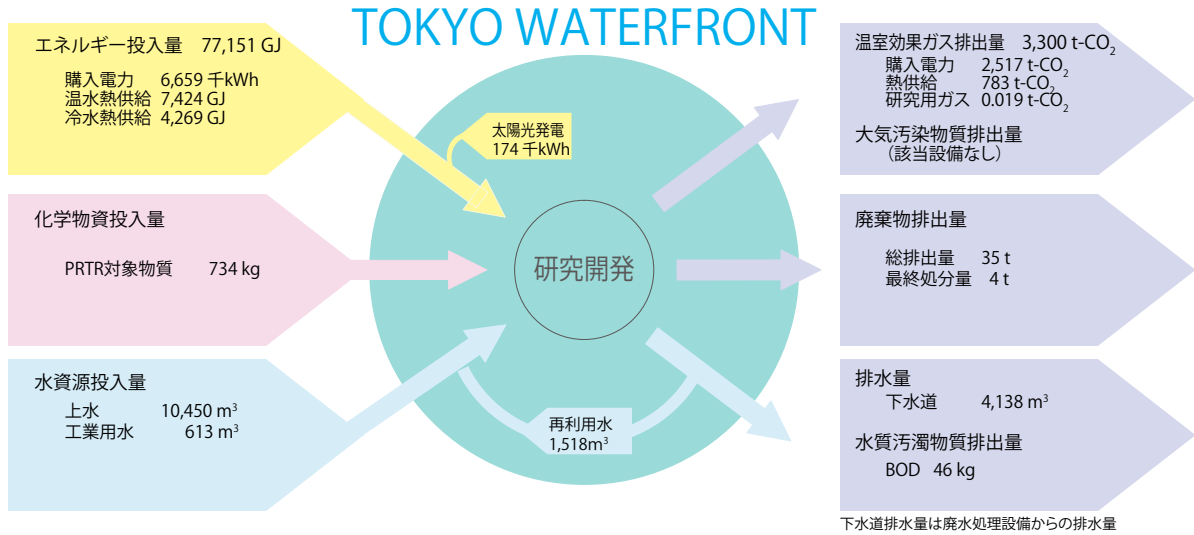 TOKYO WATERFRONT
エネルギー投入量 77,151 GJ
購入電力 6,659 千kWh
温水熱供給 7,424 GJ
冷水熱供給 4,269 GJ
太陽光発電
174 千kWh
化学物資投入量
PRTR対象物質 734 kg
水資源投入量
上水 10,450 m³
工業用水 613 m³
研究開発
再利用水
1,518m³
温室効果ガス排出量 3,300 t-CO₂
購入電力 2,517 t-CO₂
熱供給 783 t-CO₂
研究用ガス 0.019 t-CO₂
大気汚染物質排出量
（該当設備なし）
廃棄物排出量
総排出量 35 t
最終処分量 4 t
排水量
下水道 4,138 m³
水質汚濁物質排出量
BOD 46 kg
下水道排水量は廃水処理設備からの排水量